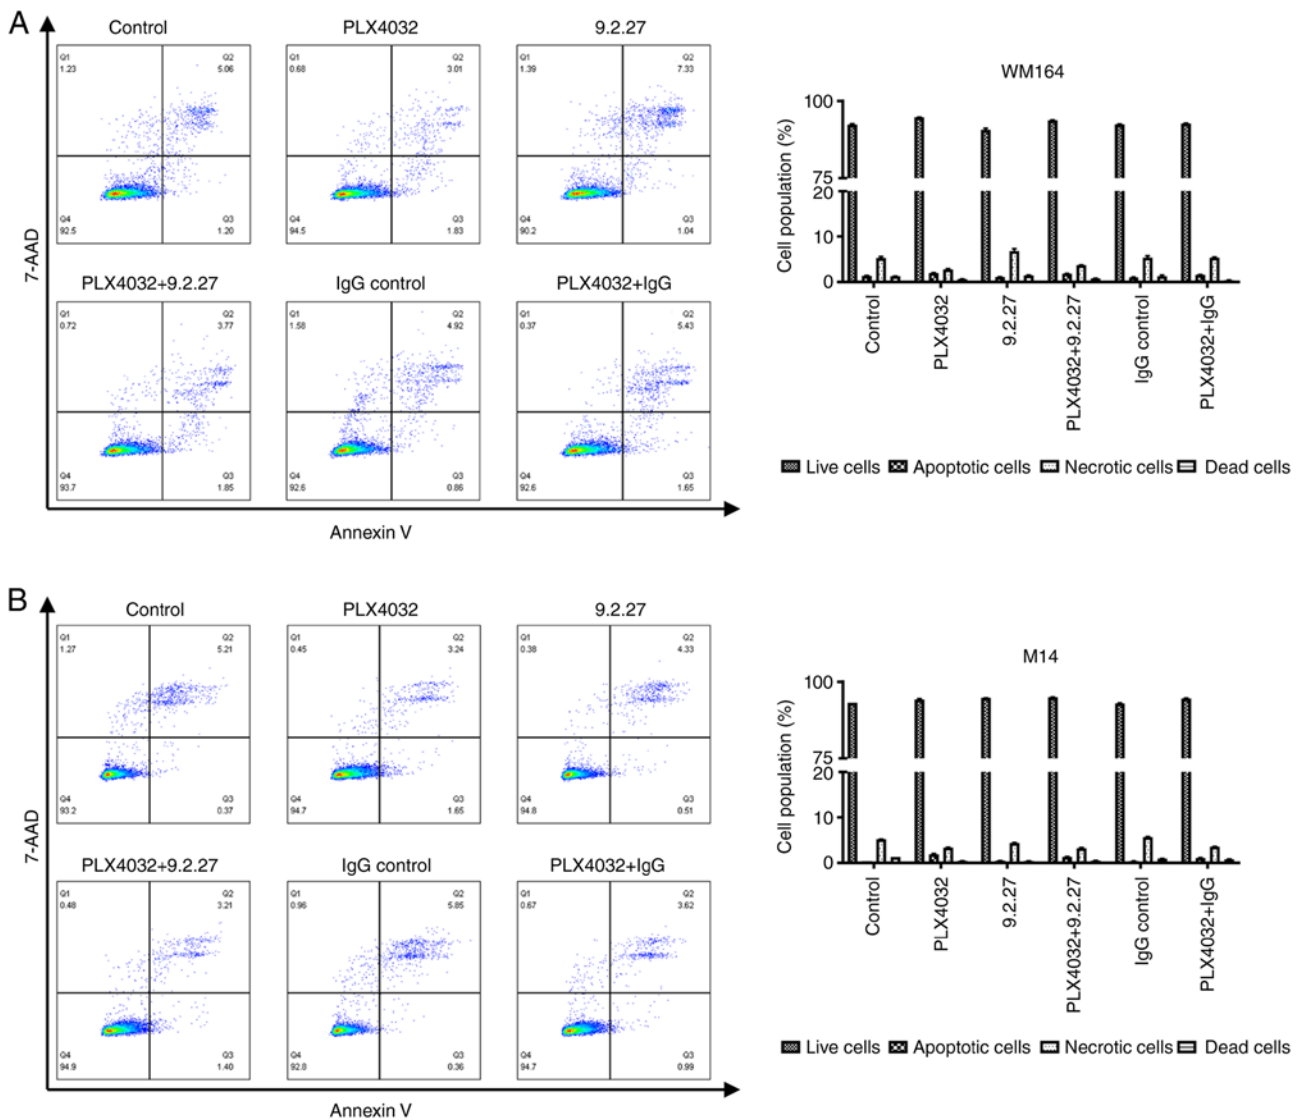 A
Control
PLX4032
9.2.27
Q1
1.23
Q2
5.06
Q4
92.5
Q3
1.20
Q1
0.68
Q2
3.01
Q4
94.5
Q3
1.83
Q1
1.39
Q2
7.33
Q4
90.2
Q3
1.04
PLX4032+9.2.27
IgG control
PLX4032+IgG
Q1
0.72
Q2
3.77
Q4
93.7
Q3
1.85
Q1
1.58
Q2
4.92
Q4
92.6
Q3
0.86
Q1
0.37
Q2
5.43
Q4
92.6
Q3
1.65
7-AAD
Annexin V
WM164
Cell population (%)
100
75
20
10
0
Control
PLX4032
9.2.27
PLX4032+9.2.27
IgG control
PLX4032+IgG
Live cells Apoptotic cells Necrotic cells Dead cells
B
Control
PLX4032
9.2.27
Q1
1.27
Q2
5.21
Q4
93.2
Q3
0.37
Q1
0.45
Q2
3.24
Q4
94.7
Q3
1.65
Q1
0.38
Q2
4.33
Q4
94.8
Q3
0.51
PLX4032+9.2.27
IgG control
PLX4032+IgG
Q1
0.48
Q2
3.21
Q4
94.9
Q3
1.40
Q1
0.96
Q2
5.85
Q4
92.8
Q3
0.36
Q1
0.67
Q2
3.62
Q4
94.7
Q3
0.99
7-AAD
Annexin V
M14
Cell population (%)
100
75
20
10
0
Control
PLX4032
9.2.27
PLX4032+9.2.27
IgG control
PLX4032+IgG
Live cells Apoptotic cells Necrotic cells Dead cells